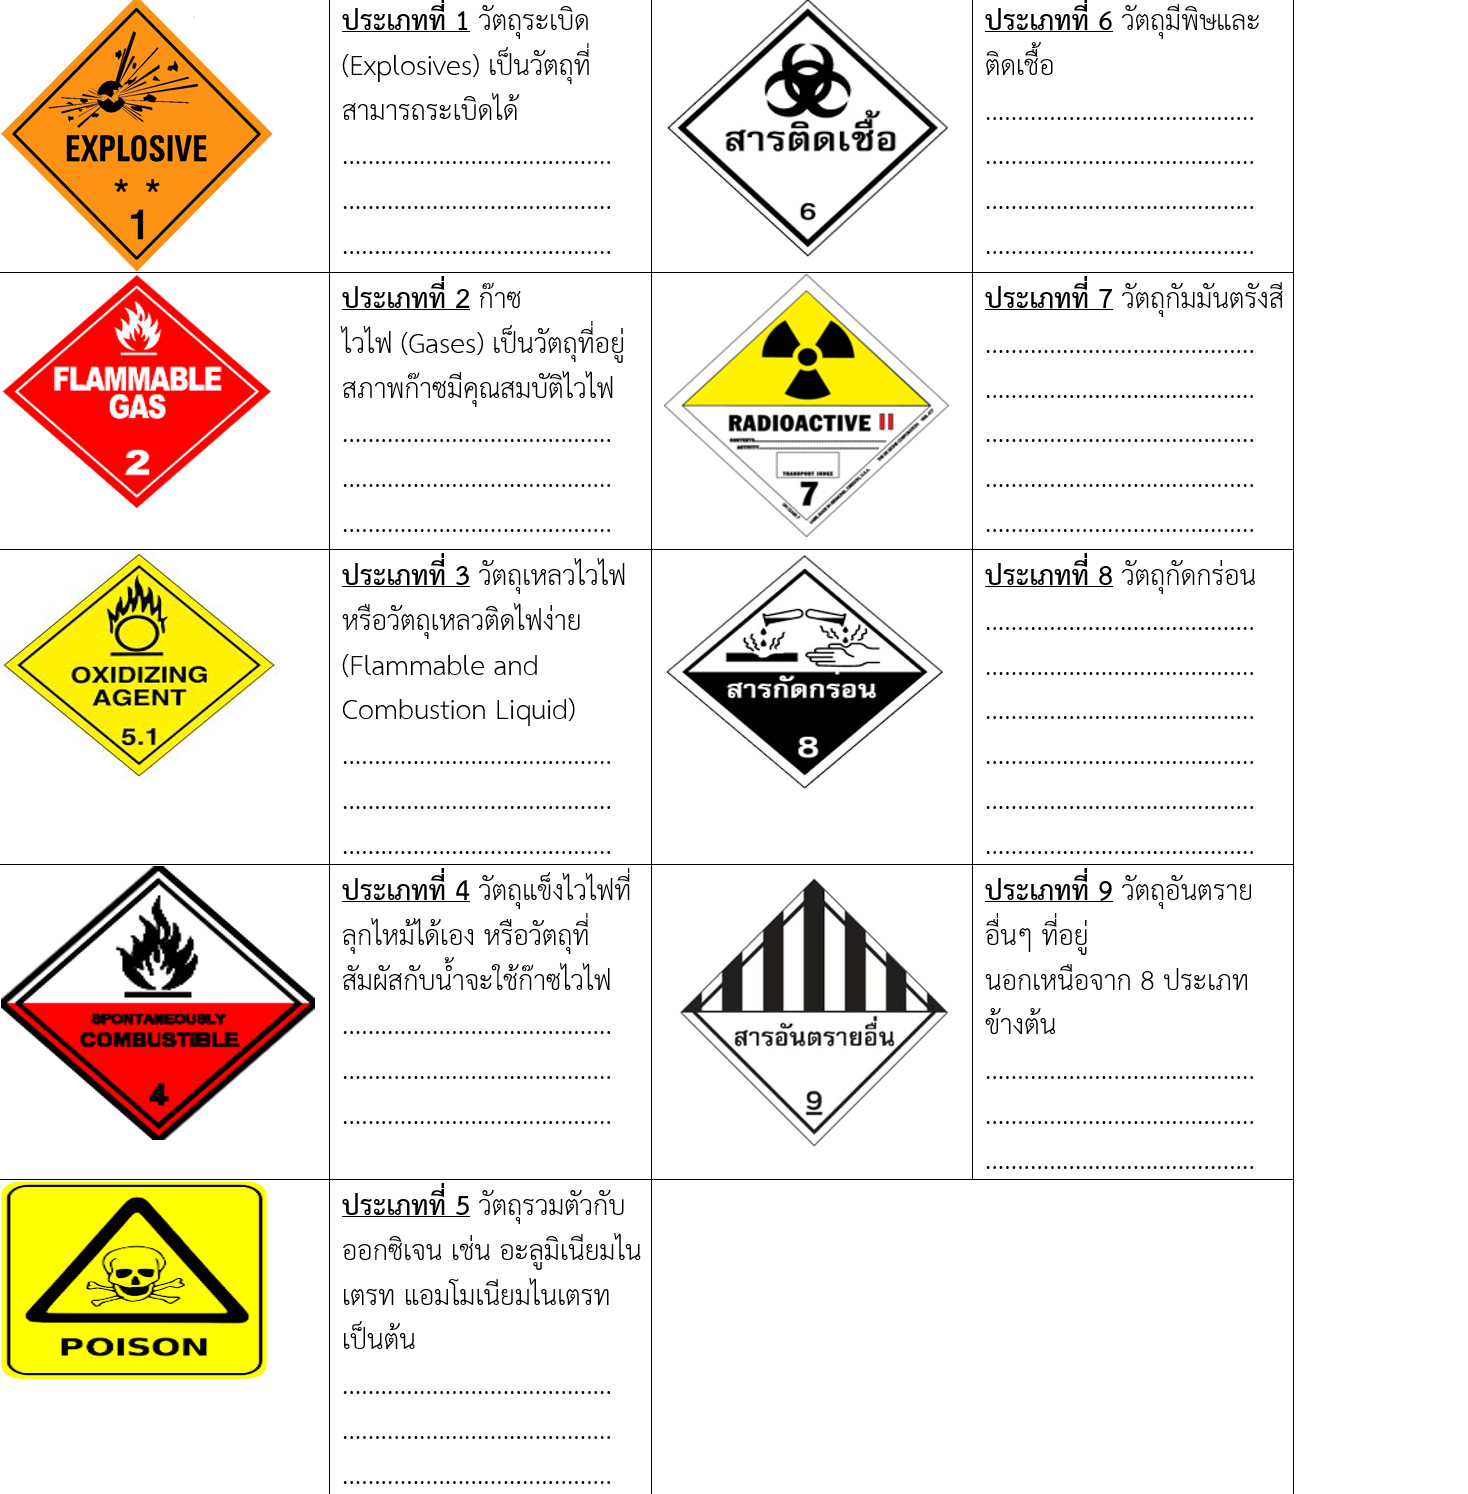 EXPLOSIVE
* *
1
ประเภทที่ 1 วัตถุระเบิด
(Explosives) เป็นวัตถุที่
สามารถระเบิดได้
..........................................
..........................................
..........................................
สารติดเชื้อ
6
ประเภทที่ 6 วัตถุมีพิษและ
ติดเชื้อ
..........................................
..........................................
..........................................
..........................................
FLAMMABLE
GAS
2
ประเภทที่ 2 ก๊าซ
ไวไฟ (Gases) เป็นวัตถุที่อยู่
สภาพก๊าซมีคุณสมบัติไวไฟ
..........................................
..........................................
..........................................
RADIOACTIVE II
CONTENTS
ACTIVITY
TRANSPORT INDEX
7
ประเภทที่ 7 วัตถุกัมมันตรังสี
..........................................
..........................................
..........................................
..........................................
..........................................
OXIDIZING
AGENT
5.1
ประเภทที่ 3 วัตถุเหลวไวไฟ
หรือวัตถุเหลวติดไฟง่าย
(Flammable and
Combustion Liquid)
..........................................
..........................................
..........................................
สารกัดกร่อน
8
ประเภทที่ 8 วัตถุกัดกร่อน
..........................................
..........................................
..........................................
..........................................
..........................................
..........................................
SPONTANEOUSLY
COMBUSTIBLE
4
ประเภทที่ 4 วัตถุแข็งไวไฟที่
ลุกไหม้ได้เอง หรือวัตถุที่
สัมผัสกับน้ำจะใช้ก๊าซไวไฟ
..........................................
..........................................
..........................................
สารอันตรายอื่น
9
ประเภทที่ 9 วัตถุอันตราย
อื่นๆ ที่อยู่
นอกเหนือจาก 8 ประเภท
ข้างต้น
..........................................
..........................................
..........................................
POISON
ประเภทที่ 5 วัตถุรวมตัวกับ
ออกซิเจน เช่น อะลูมิเนียมไน
เตรท แอมโมเนียมไนเตรท
เป็นต้น
..........................................
..........................................
..........................................